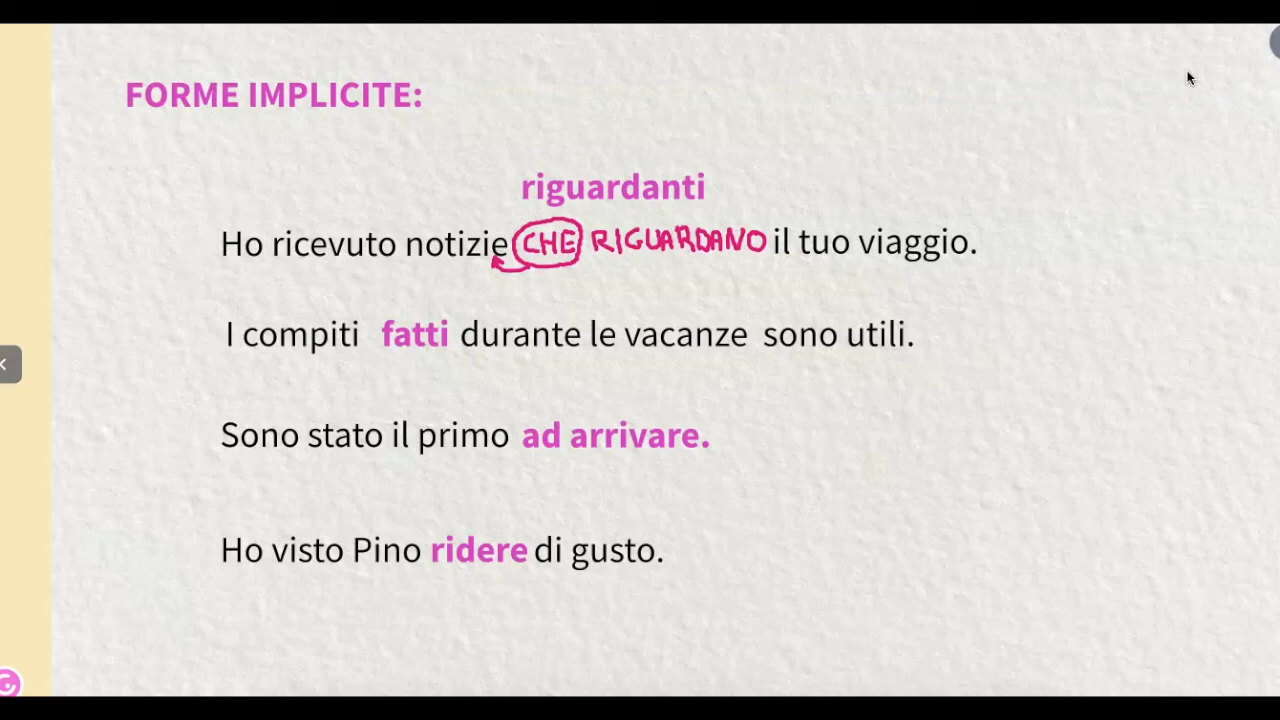 FORME IMPLICITE:
riguardanti
Ho ricevuto notizie CHE RIGUARDANO il tuo viaggio.
I compiti fatti durante le vacanze sono utili.
Sono stato il primo ad arrivare.
Ho visto Pino ridere di gusto.